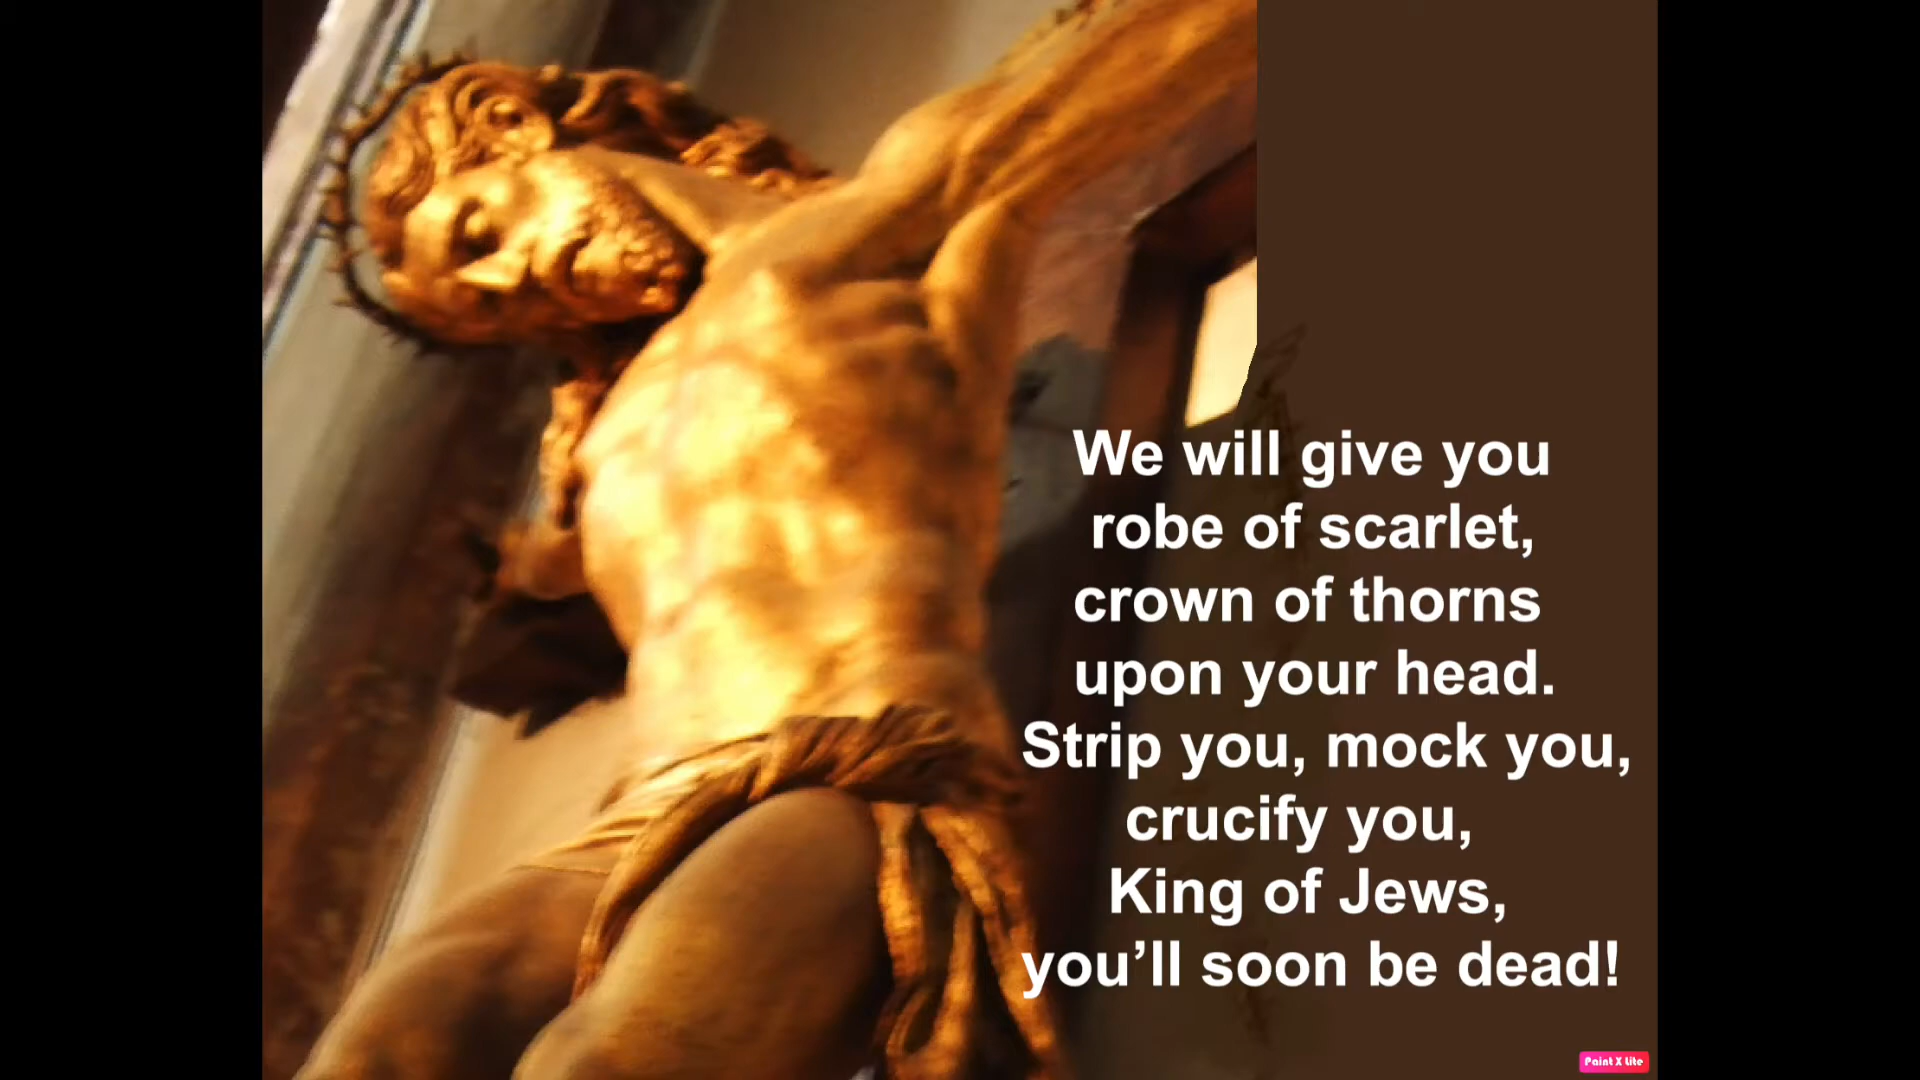 We will give you
robe of scarlet,
crown of thorns
upon your head.
Strip you, mock you,
crucify you,
King of Jews,
you’ll soon be dead!
Paint X Lite